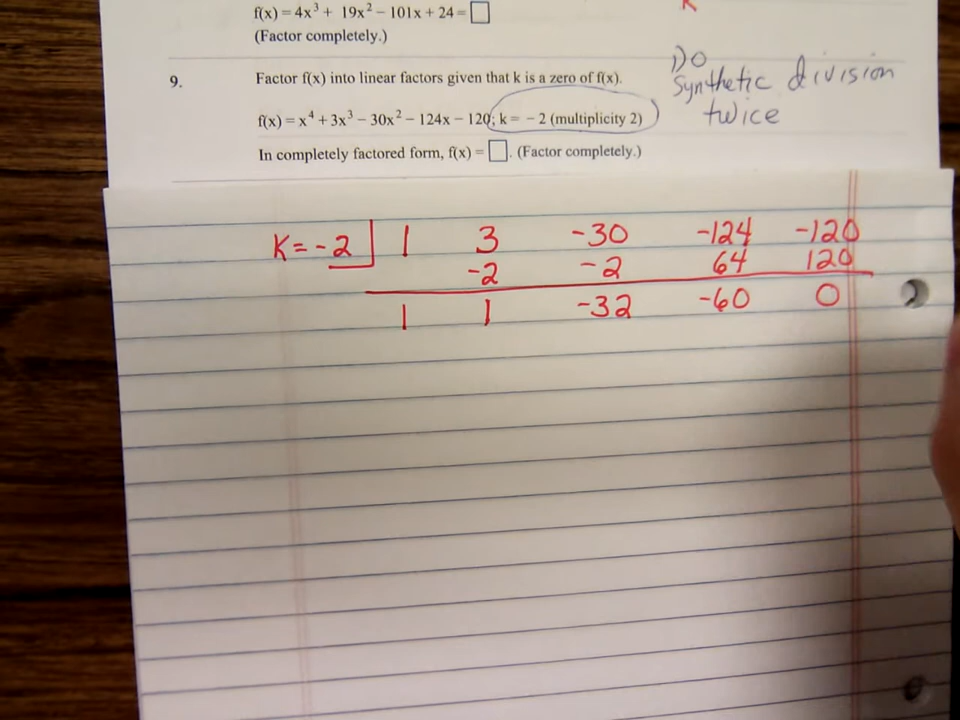 f(x) = 4x³ + 19x² − 101x + 24 = □
(Factor completely.)
9. Factor f(x) into linear factors given that k is a zero of f(x).
f(x) = x⁴ + 3x³ − 30x² − 124x − 120; k = − 2 (multiplicity 2)
In completely factored form, f(x) = □. (Factor completely.)
DO
synthetic division
twice
K = -2 | 1 3 -30 -124 -120
-2 -2 64 120
1 1 -32 -60 0